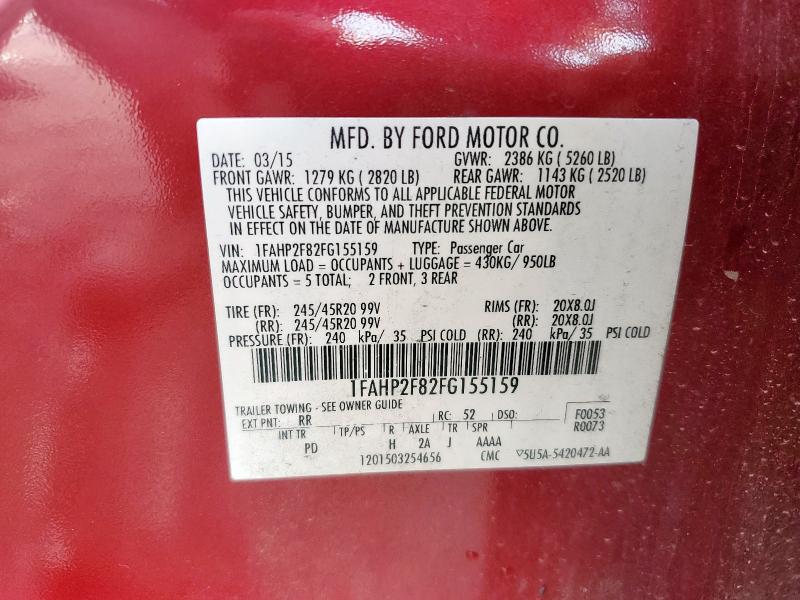 MFD. BY FORD MOTOR CO.
DATE: 03/15 GVWR: 2386 KG ( 5260 LB)
FRONT GAWR: 1279 KG ( 2820 LB) REAR GAWR: 1143 KG ( 2520 LB)
THIS VEHICLE CONFORMS TO ALL APPLICABLE FEDERAL MOTOR
VEHICLE SAFETY, BUMPER, AND THEFT PREVENTION STANDARDS
IN EFFECT ON THE DATE OF MANUFACTURE SHOWN ABOVE.
VIN: 1FAHP2F82FG155159 TYPE: Passenger Car
MAXIMUM LOAD = OCCUPANTS + LUGGAGE = 430KG/ 950LB
OCCUPANTS = 5 TOTAL; 2 FRONT, 3 REAR
TIRE (FR): 245/45R20 99V RIMS (FR): 20X8.0J
(RR): 245/45R20 99V (RR): 20X8.0J
PRESSURE (FR): 240 kPa/ 35 PSI COLD (RR): 240 kPa/ 35 PSI COLD
1FAHP2F82FG155159
TRAILER TOWING - SEE OWNER GUIDE
EXT PNT: RR RC: 52 DSO: F0053
R0073
INT TR TP/PS R AXLE TR SPR
PD H 2A J AAAA
1201503254656 CMC ▽5U5A-5420472-AA